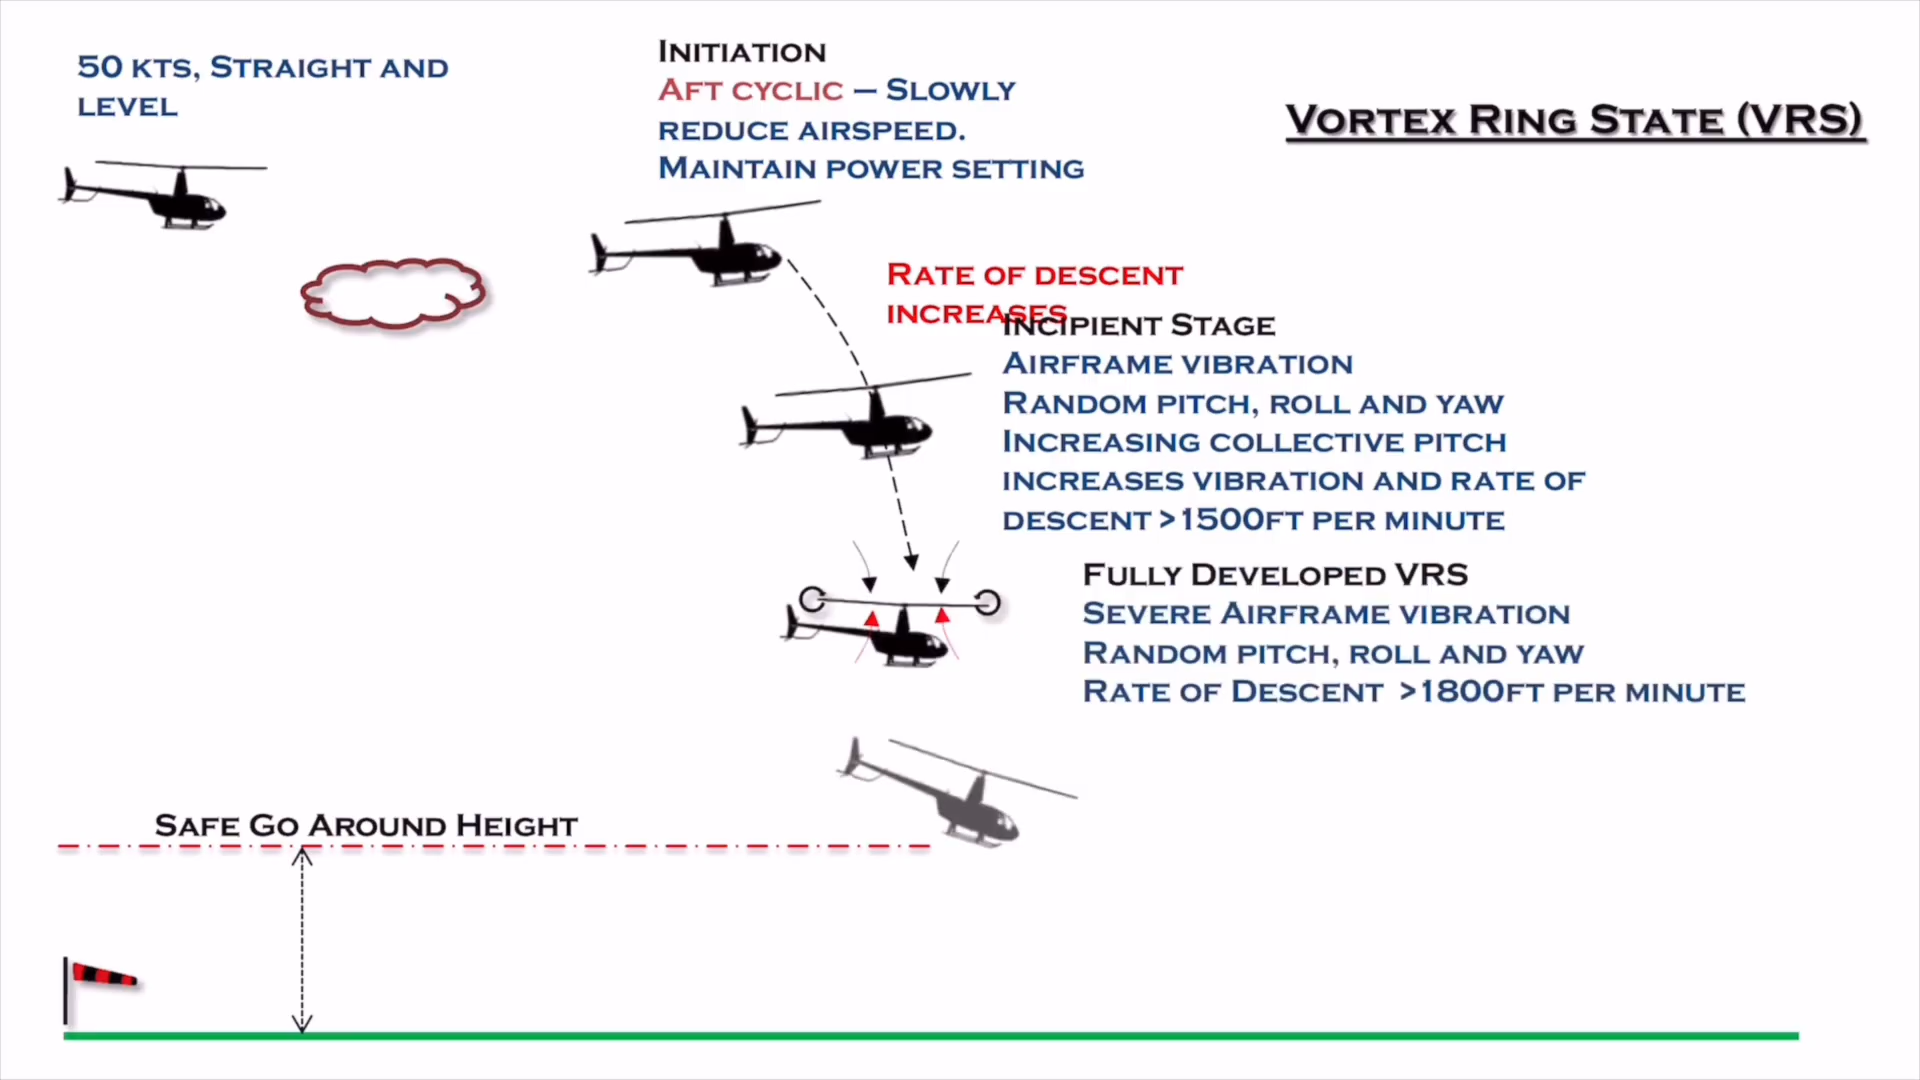 50 kts, Straight and
level
Initiation
Aft cyclic – Slowly
reduce airspeed.
Maintain power setting
Vortex Ring State (VRS)
Rate of descent
increases
Incipient Stage
Airframe vibration
Random pitch, roll and yaw
Increasing collective pitch
increases vibration and rate of
descent >1500ft per minute
Fully Developed VRS
Severe Airframe vibration
Random pitch, roll and yaw
Rate of Descent >1800ft per minute
Safe Go Around Height